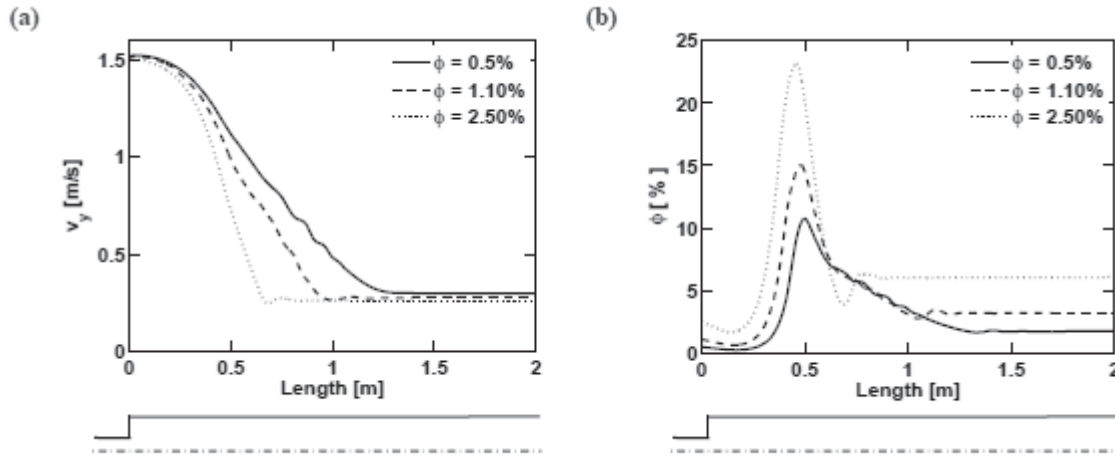 (a)
1.5
1
0.5
0
v_y [m/s]
ϕ = 0.5%
ϕ = 1.10%
ϕ = 2.50%
0 0.5 1 1.5 2
Length [m]
(b)
25
20
15
10
5
0
ϕ [ % ]
ϕ = 0.5%
ϕ = 1.10%
ϕ = 2.50%
0 0.5 1 1.5 2
Length [m]